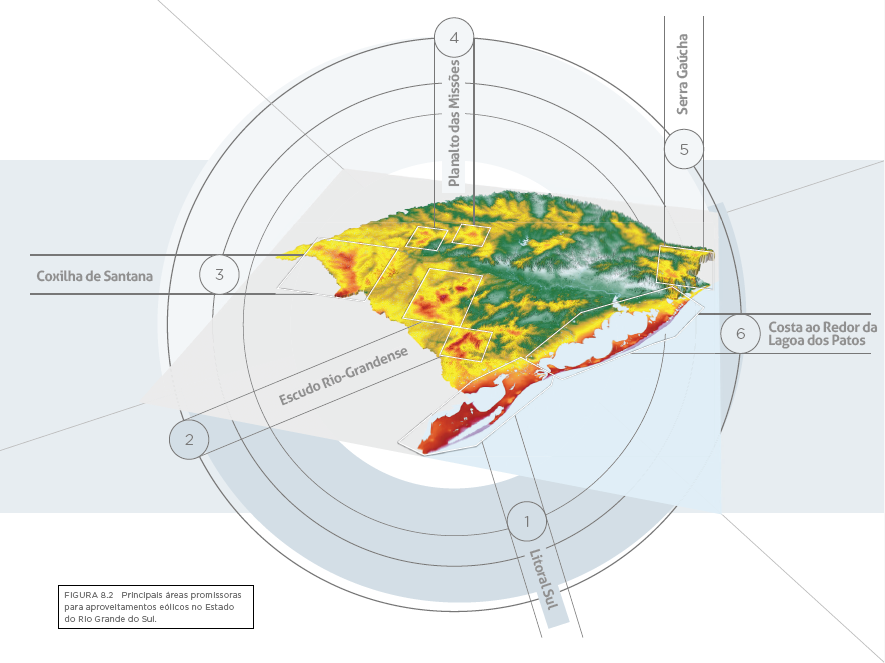 4
Planalto das Missões
Serra Gaúcha
5
Coxilha de Santana
3
6
Costa ao Redor da
Lagoa dos Patos
Escudo Rio-Grandense
2
1
Litoral Sul
FIGURA 8.2 Principais áreas promissoras
para aproveitamentos eólicos no Estado
do Rio Grande do Sul.